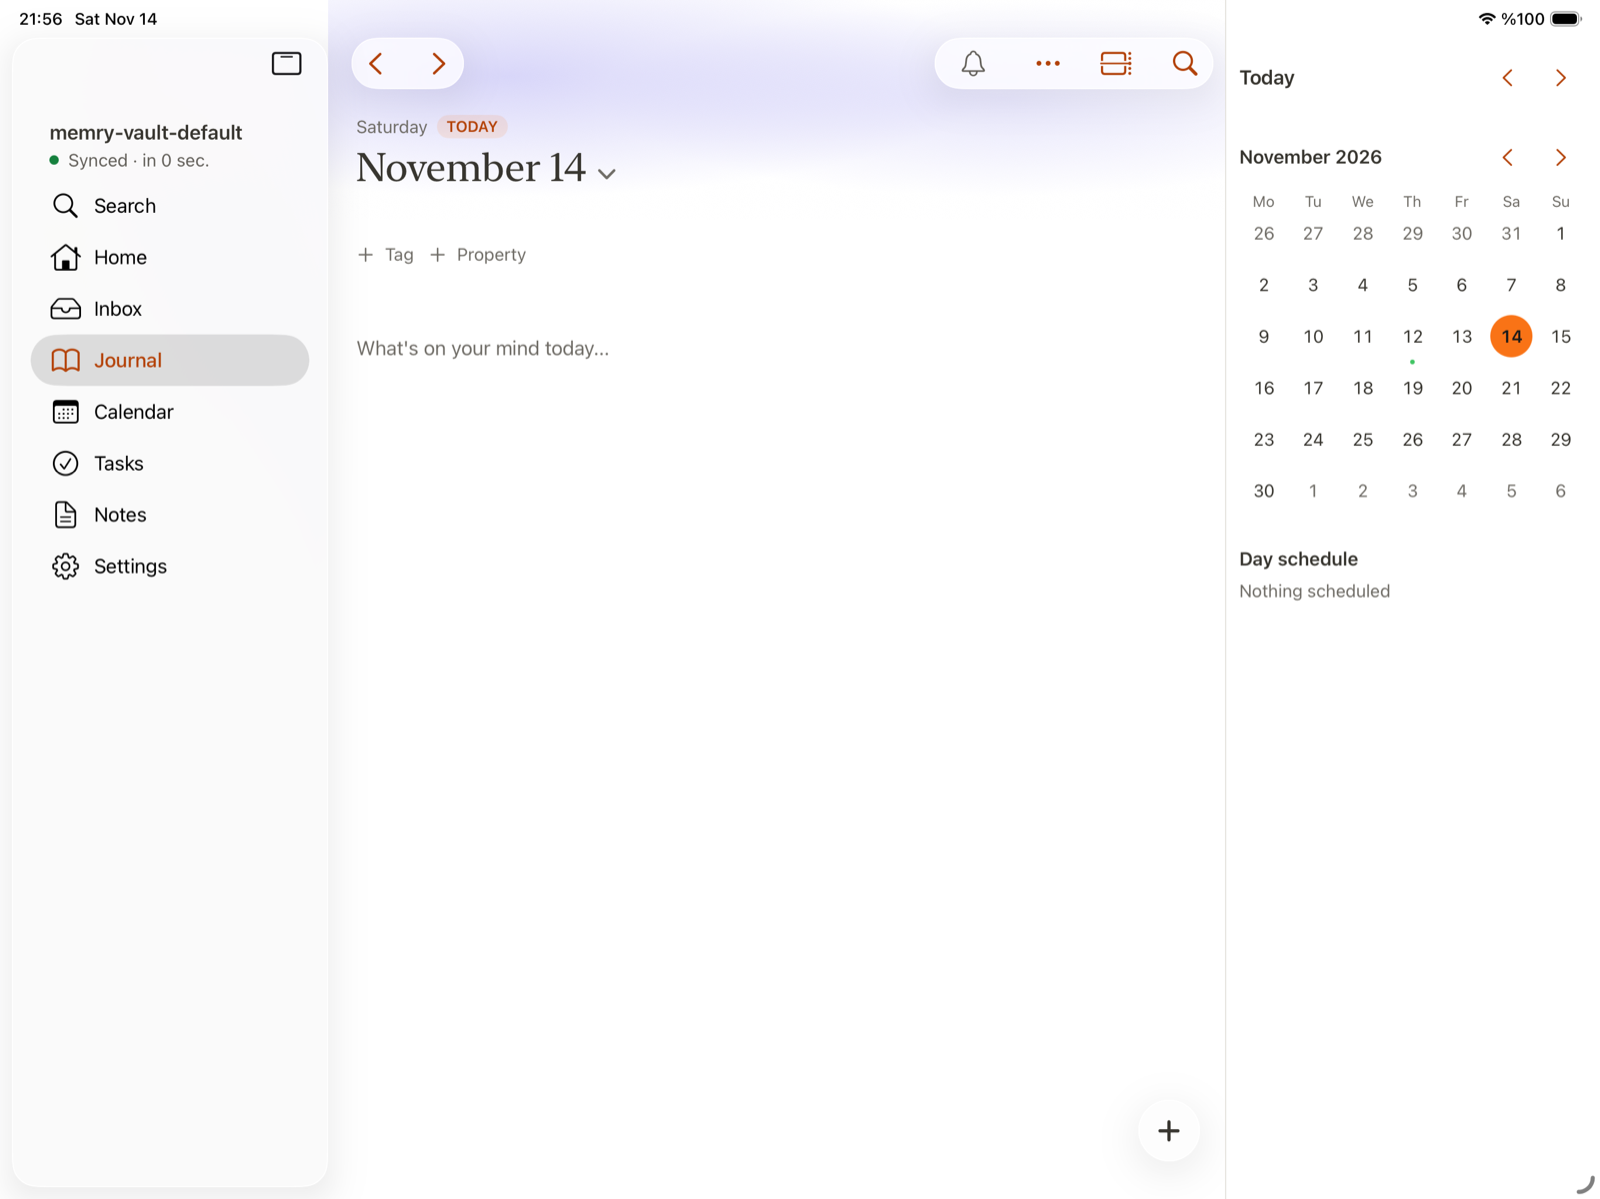 21:56 Sat Nov 14
%100
memry-vault-default
Synced · in 0 sec.
Search
Home
Inbox
Journal
Calendar
Tasks
Notes
Settings
Saturday TODAY
November 14
+ Tag + Property
What's on your mind today...
Today
November 2026
Mo Tu We Th Fr Sa Su
26 27 28 29 30 31 1
2 3 4 5 6 7 8
9 10 11 12 13 14 15
16 17 18 19 20 21 22
23 24 25 26 27 28 29
30 1 2 3 4 5 6
Day schedule
Nothing scheduled